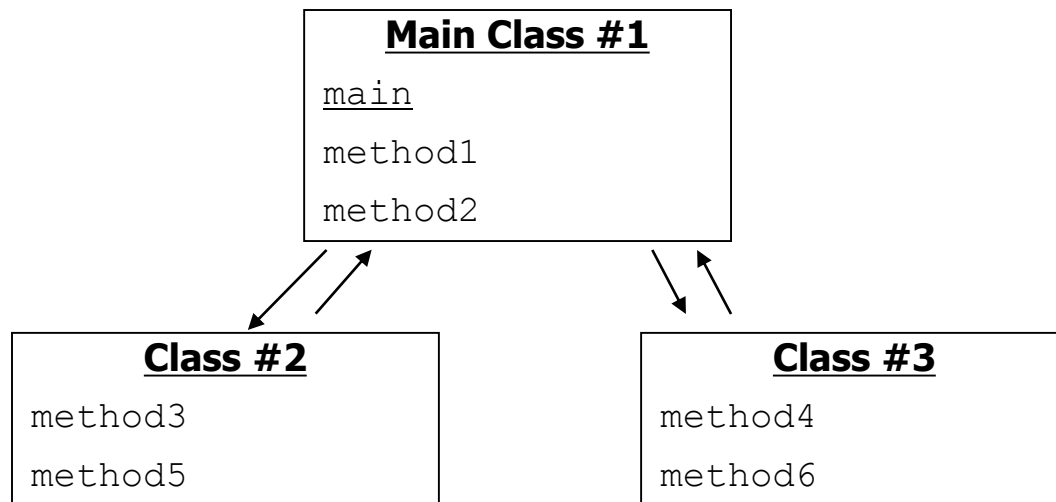 Main Class #1
main
method1
method2
Class #2
method3
method5
Class #3
method4
method6